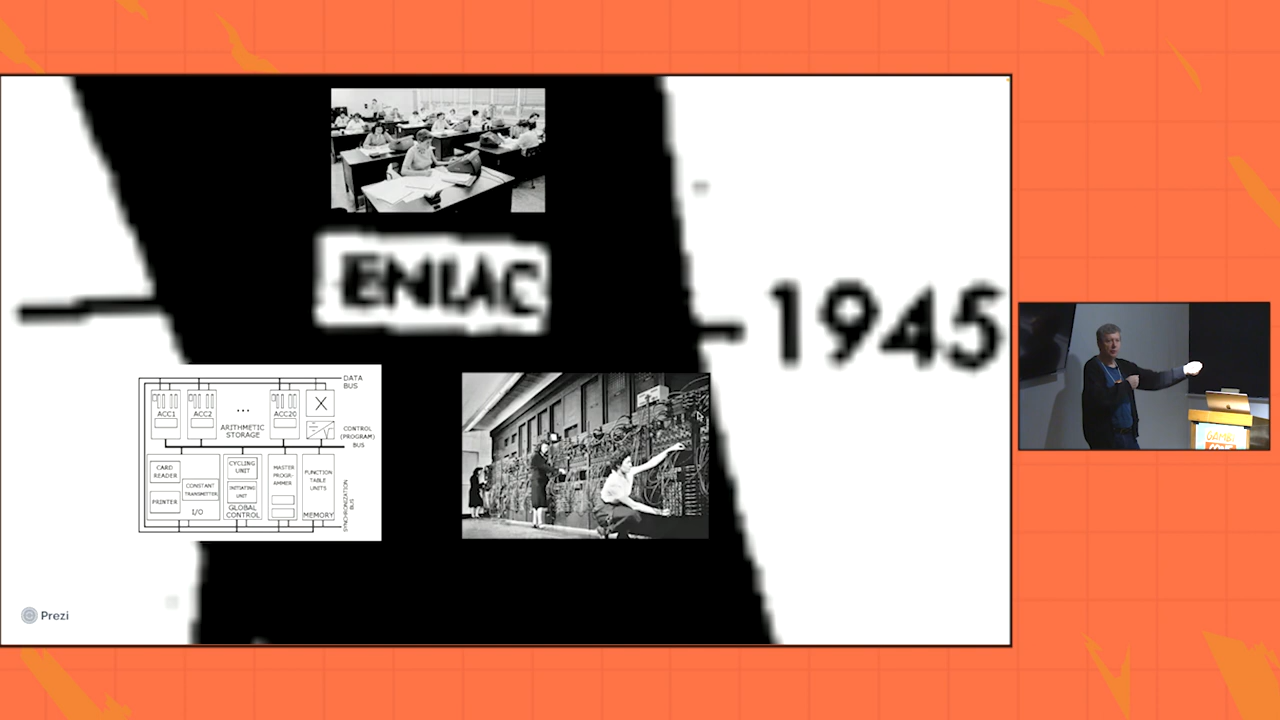 ENIAC
1945
DATA
BUS
ACC1
ACC2
...
ACC20
X
ARITHMETIC
STORAGE
CONTROL
(PROGRAM)
BUS
CARD
READER
PRINTER
CONSTANT
TRANSMITTER
I/O
CYCLING
UNIT
INITIATING
UNIT
GLOBAL
CONTROL
MASTER
PROGR-
AMMER
FUNCTION
TABLE
UNITS
MEMORY
SYNCHRONIZATION
BUS
Prezi